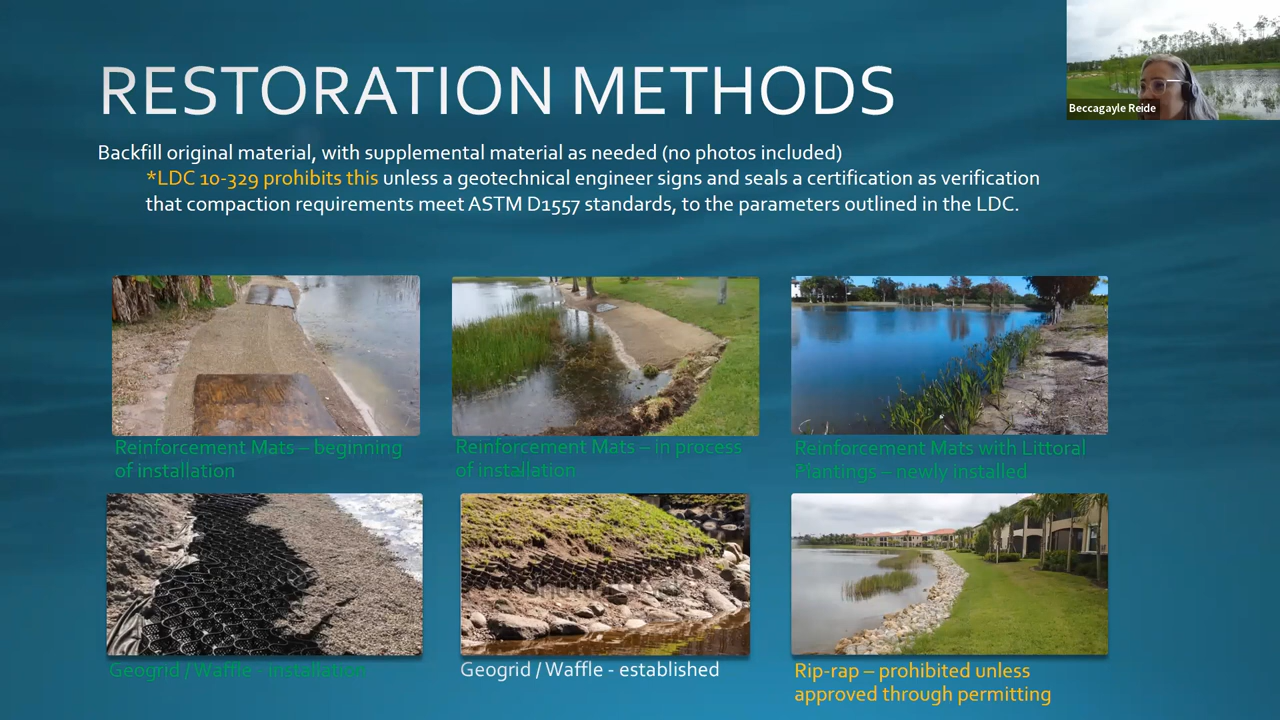 RESTORATION METHODS
Beccagayle Reide
Backfill original material, with supplemental material as needed (no photos included)
*LDC 10-329 prohibits this unless a geotechnical engineer signs and seals a certification as verification
that compaction requirements meet ASTM D1557 standards, to the parameters outlined in the LDC.
Reinforcement Mats – beginning
of installation
Reinforcement Mats – in process
of installation
Reinforcement Mats with Littoral
Plantings – newly installed
Geogrid / Waffle - installation
Geogrid / Waffle - established
Rip-rap – prohibited unless
approved through permitting